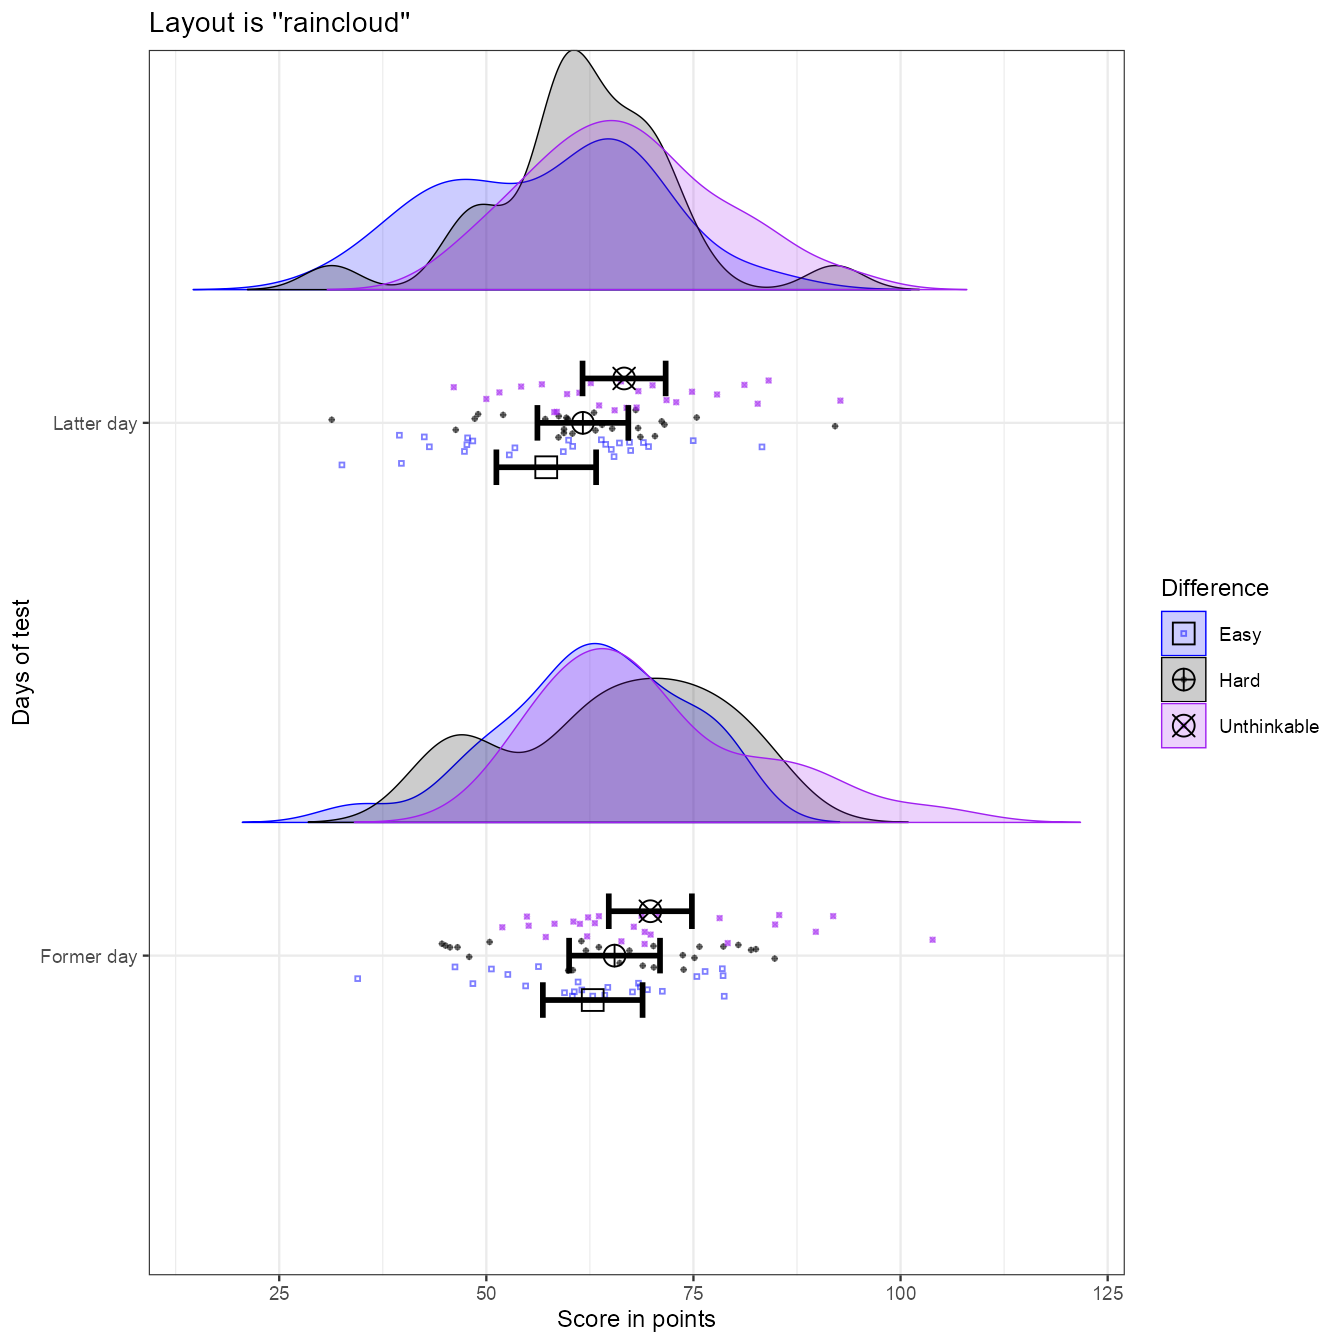 Layout is ''raincloud''
Latter day
Former day
Days of test
25
50
75
100
125
Score in points
Difference
Easy
Hard
Unthinkable